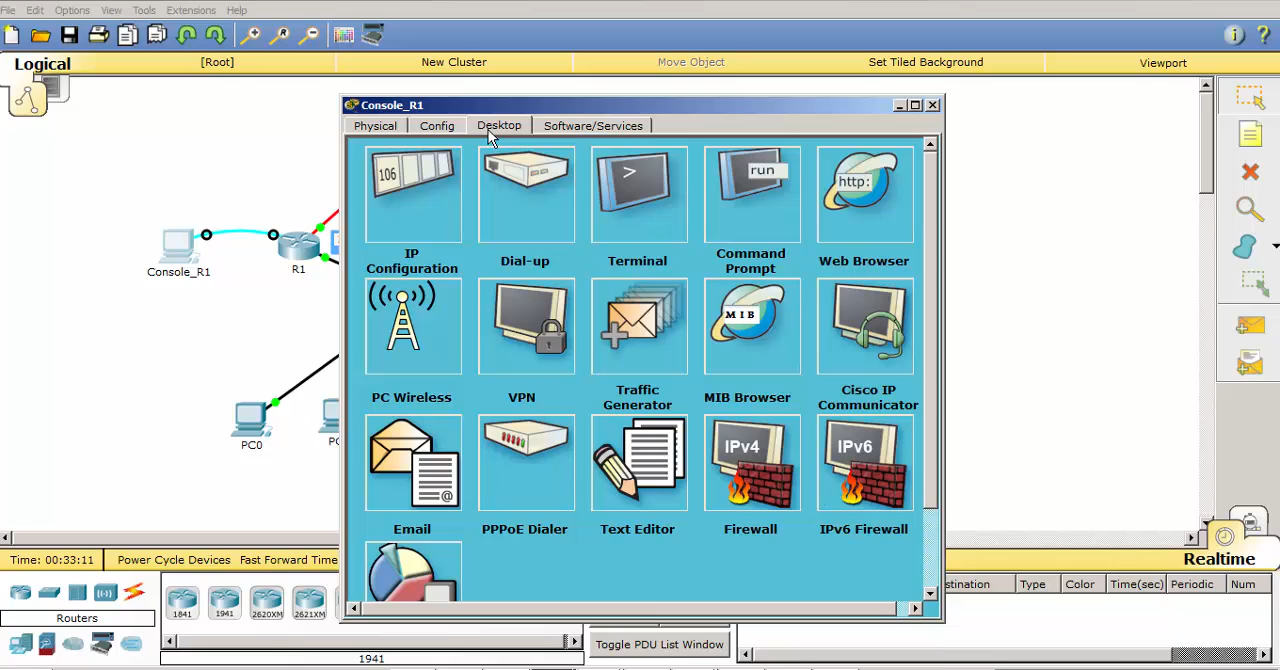 File Edit Options View Tools Extensions Help
Logical [Root] New Cluster Move Object Set Tiled Background Viewport
Console_R1
Physical Config Desktop Software/Services
106 > run http:
IP Configuration Dial-up Terminal Command Prompt Web Browser
MIB
PC Wireless VPN Traffic Generator MIB Browser Cisco IP Communicator
IPv4 IPv6
@
Email PPPoE Dialer Text Editor Firewall IPv6 Firewall
Console_R1
R1
PC0
Time: 00:33:11 Power Cycle Devices Fast Forward Time
Realtime
stination Type Color Time(sec) Periodic Num
Routers
1841 1941 2620XM 2621XM
Toggle PDU List Window
1941